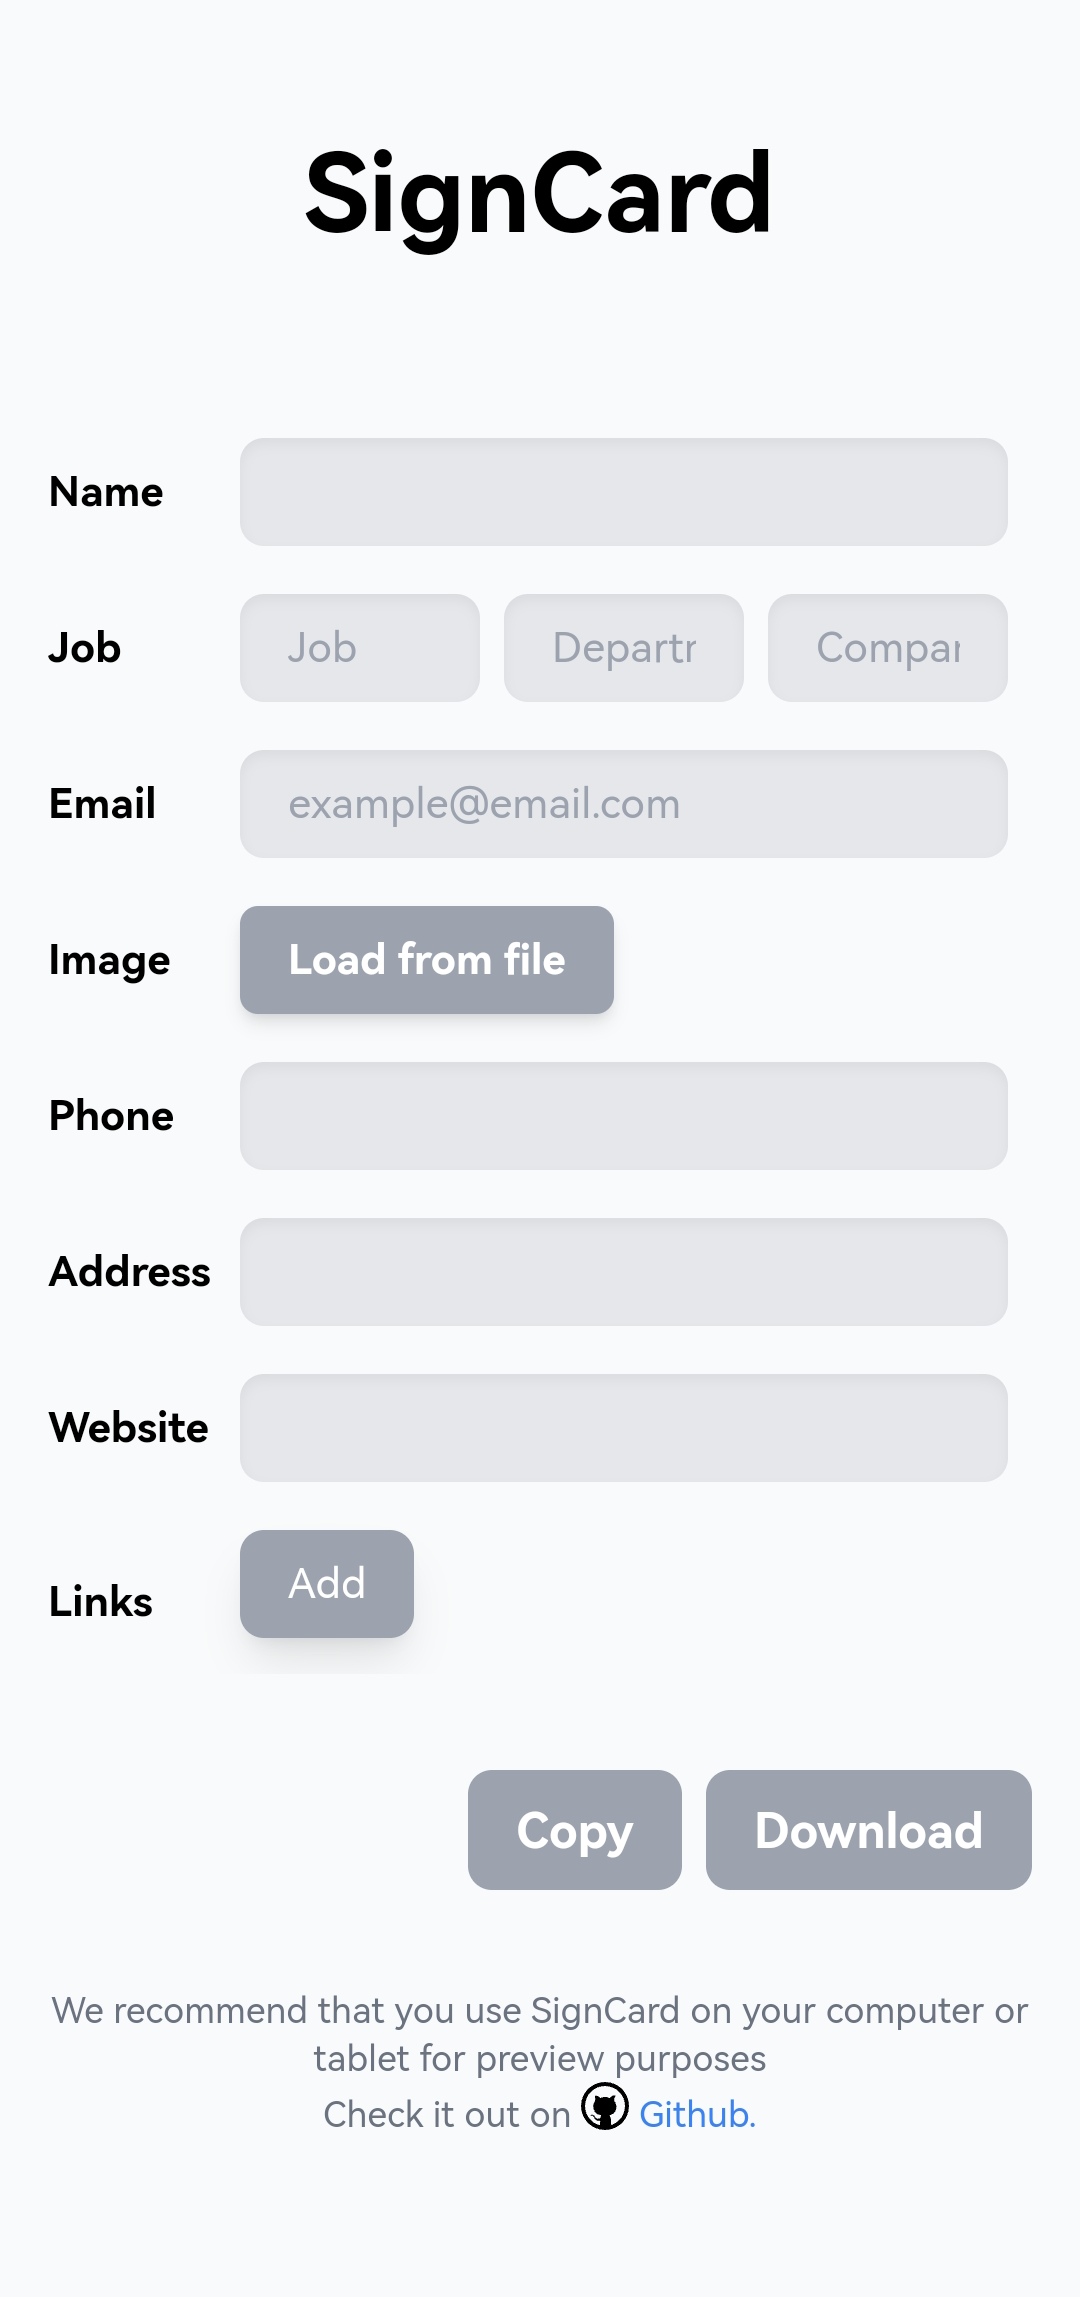 SignCard
Name
Job
Job
Departr
Compar
Email
example@email.com
Image
Load from file
Phone
Address
Website
Links
Add
Copy
Download
We recommend that you use SignCard on your computer or
tablet for preview purposes
Check it out on Github.